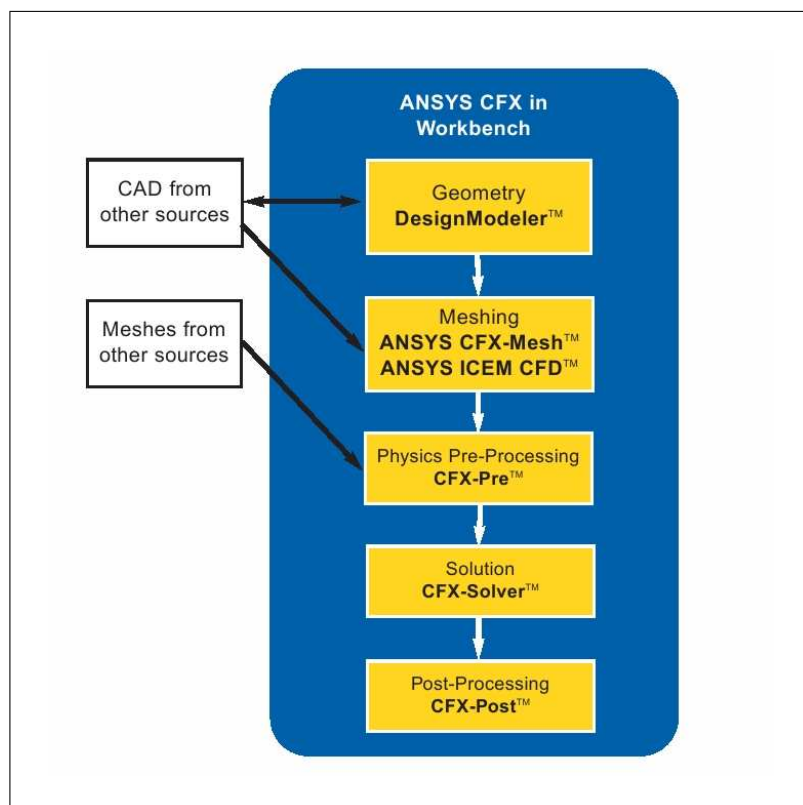 ANSYS CFX in
Workbench
CAD from
other sources
Geometry
DesignModeler™
Meshes from
other sources
Meshing
ANSYS CFX-Mesh™
ANSYS ICEM CFD™
Physics Pre-Processing
CFX-Pre™
Solution
CFX-Solver™
Post-Processing
CFX-Post™